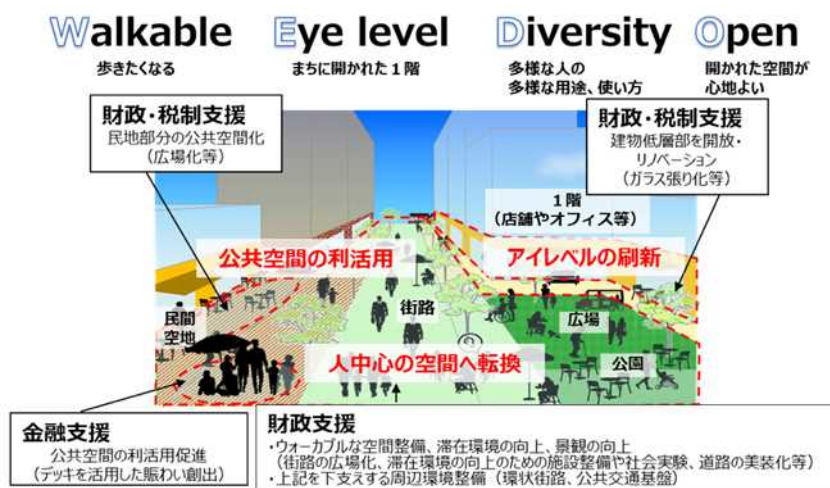 Walkable Eye level Diversity Open
歩きたくなる
まちに開かれた1階
多様な人の
多様な用途、使い方
開かれた空間が
心地よい
財政・税制支援
民地部分の公共空間化
(広場化等)
財政・税制支援
建物低層部を開放・
リノベーション
(ガラス張り化等)
1階
(店舗やオフィス等)
公共空間の利活用
アイレベルの刷新
民間
空地
街路
広場
人中心の空間へ転換
公園
金融支援
公共空間の利活用促進
(デッキを活用した賑わい創出)
財政支援
・ウォーカブルな空間整備、滞在環境の向上、景観の向上
(街路の広場化、滞在環境の向上のための施設整備や社会実験、道路の美装化等)
・上記を下支えする周辺環境整備(環状街路、公共交通基盤)